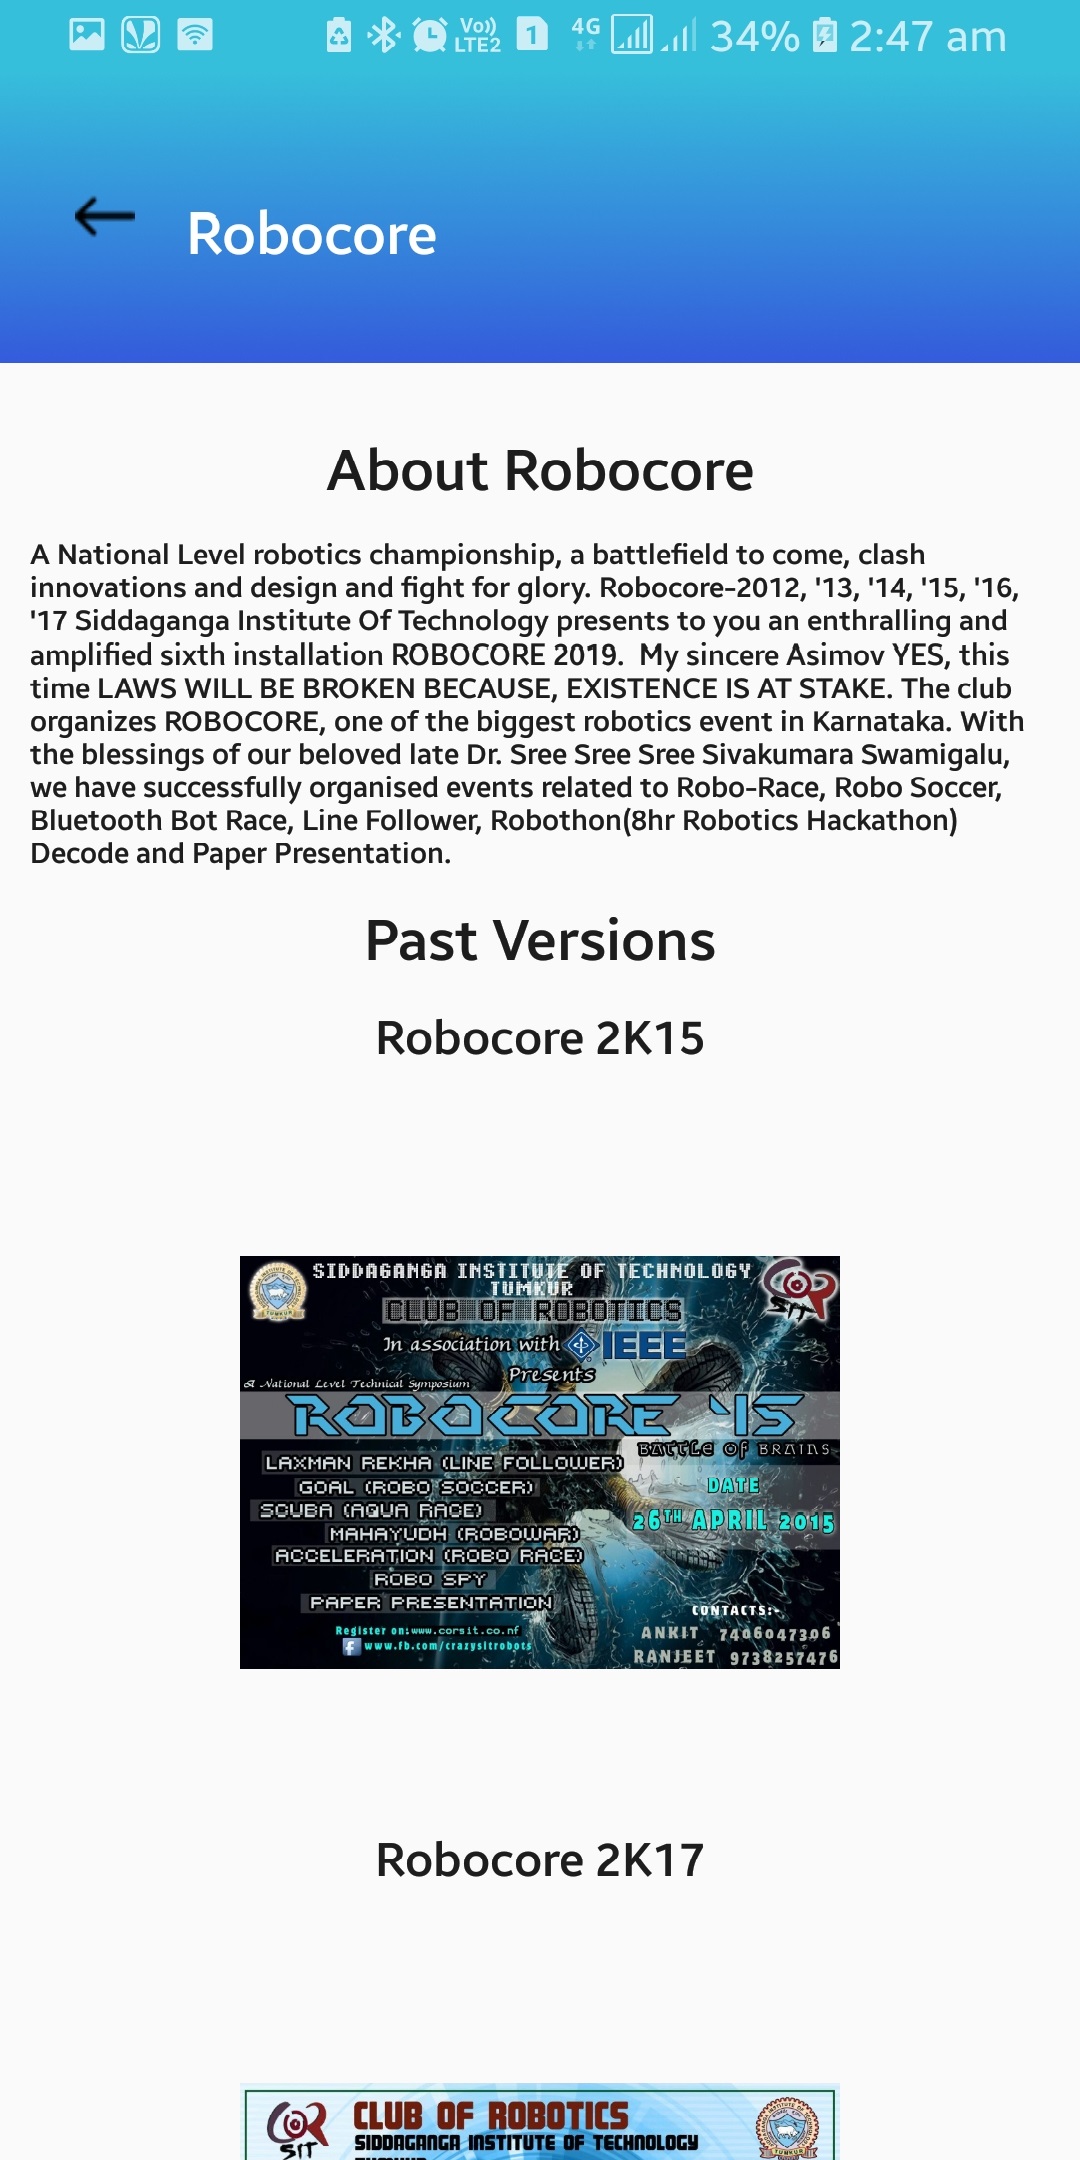 Vo)) LTE2 1 4G 34% 2:47 am
Robocore
About Robocore
A National Level robotics championship, a battlefield to come, clash
innovations and design and fight for glory. Robocore-2012, '13, '14, '15, '16,
'17 Siddaganga Institute Of Technology presents to you an enthralling and
amplified sixth installation ROBOCORE 2019.  My sincere Asimov YES, this
time LAWS WILL BE BROKEN BECAUSE, EXISTENCE IS AT STAKE. The club
organizes ROBOCORE, one of the biggest robotics event in Karnataka. With
the blessings of our beloved late Dr. Sree Sree Sree Sivakumara Swamigalu,
we have successfully organised events related to Robo-Race, Robo Soccer,
Bluetooth Bot Race, Line Follower, Robothon(8hr Robotics Hackathon)
Decode and Paper Presentation.
Past Versions
Robocore 2K15
SIDDAGANGA INSTITUTE OF TECHNOLOGY
TUMKUR
CLUB OF ROBOTICS
COR
SIT
In association with IEEE
Presents
A National Level Technical Symposium
ROBOCORE '15
BATTLE OF BRAINS
LAXMAN REKHA (LINE FOLLOWER)
GOAL (ROBO SOCCER)
SCUBA (AQUA RACE)
MAHAYUDH (ROBOWAR)
ACCELERATION (ROBO RACE)
ROBO SPY
PAPER PRESENTATION
DATE
26TH APRIL 2015
Register on:www.corsit.co.nf
f www.fb.com/crazysitrobots
CONTACTS:-
ANKIT 7406047306
RANJEET 9738257476
Robocore 2K17
COR
SIT
CLUB OF ROBOTICS
SIDDAGANGA INSTITUTE OF TECHNOLOGY